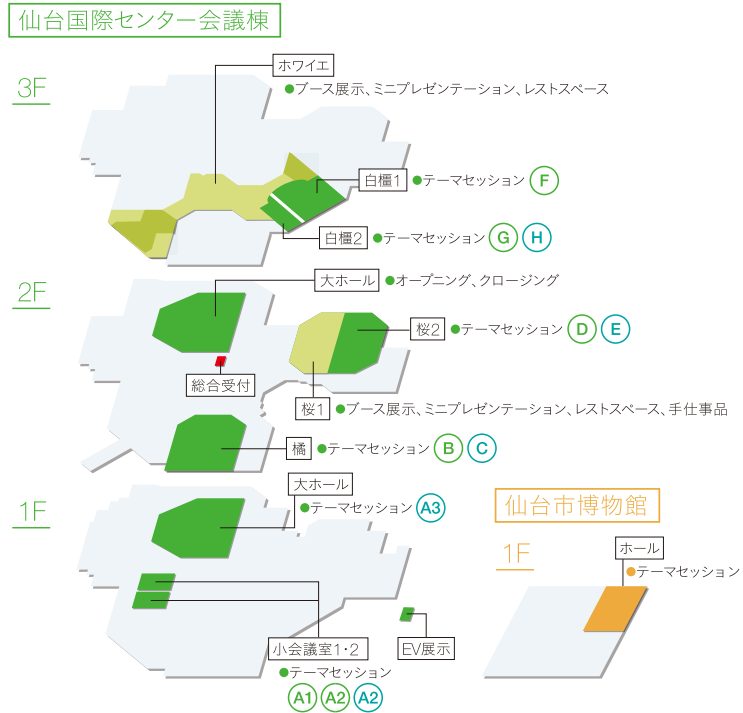 仙台国際センター会議棟
3F
ホワイエ
●ブース展示、ミニプレゼンテーション、レストスペース
白橿1 ●テーマセッション F
白橿2 ●テーマセッション G H
2F
大ホール ●オープニング、クロージング
桜2 ●テーマセッション D E
総合受付
桜1 ●ブース展示、ミニプレゼンテーション、レストスペース、手仕事品
橘 ●テーマセッション B C
1F
大ホール
●テーマセッション A3
小会議室1・2
●テーマセッション
A1 A2 A2
EV展示
仙台市博物館
1F
ホール
●テーマセッション